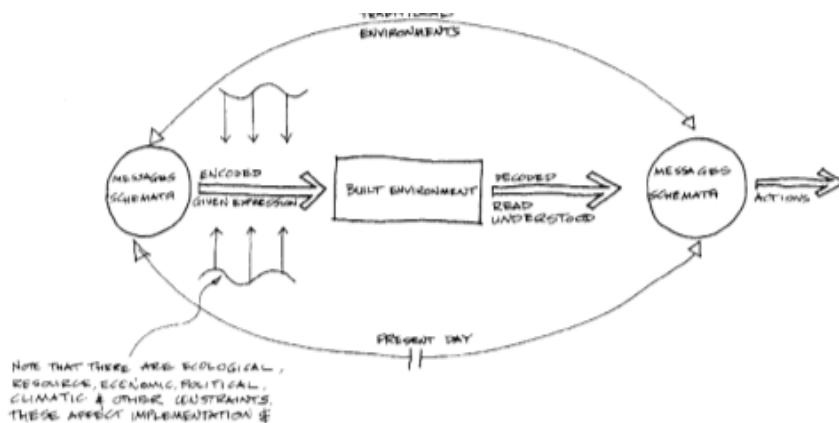 TRADITIONAL
ENVIRONMENTS
MESSAGES
SCHEMATA
ENCODED
GIVEN EXPRESSION
BUILT ENVIRONMENT
DECODED
READ
UNDERSTOOD
MESSAGES
SCHEMATA
ACTIONS
PRESENT DAY
NOTE THAT THERE ARE ECOLOGICAL,
RESOURCE, ECONOMIC, POLITICAL,
CLIMATIC & OTHER CONSTRAINTS.
THESE AFFECT IMPLEMENTATION &